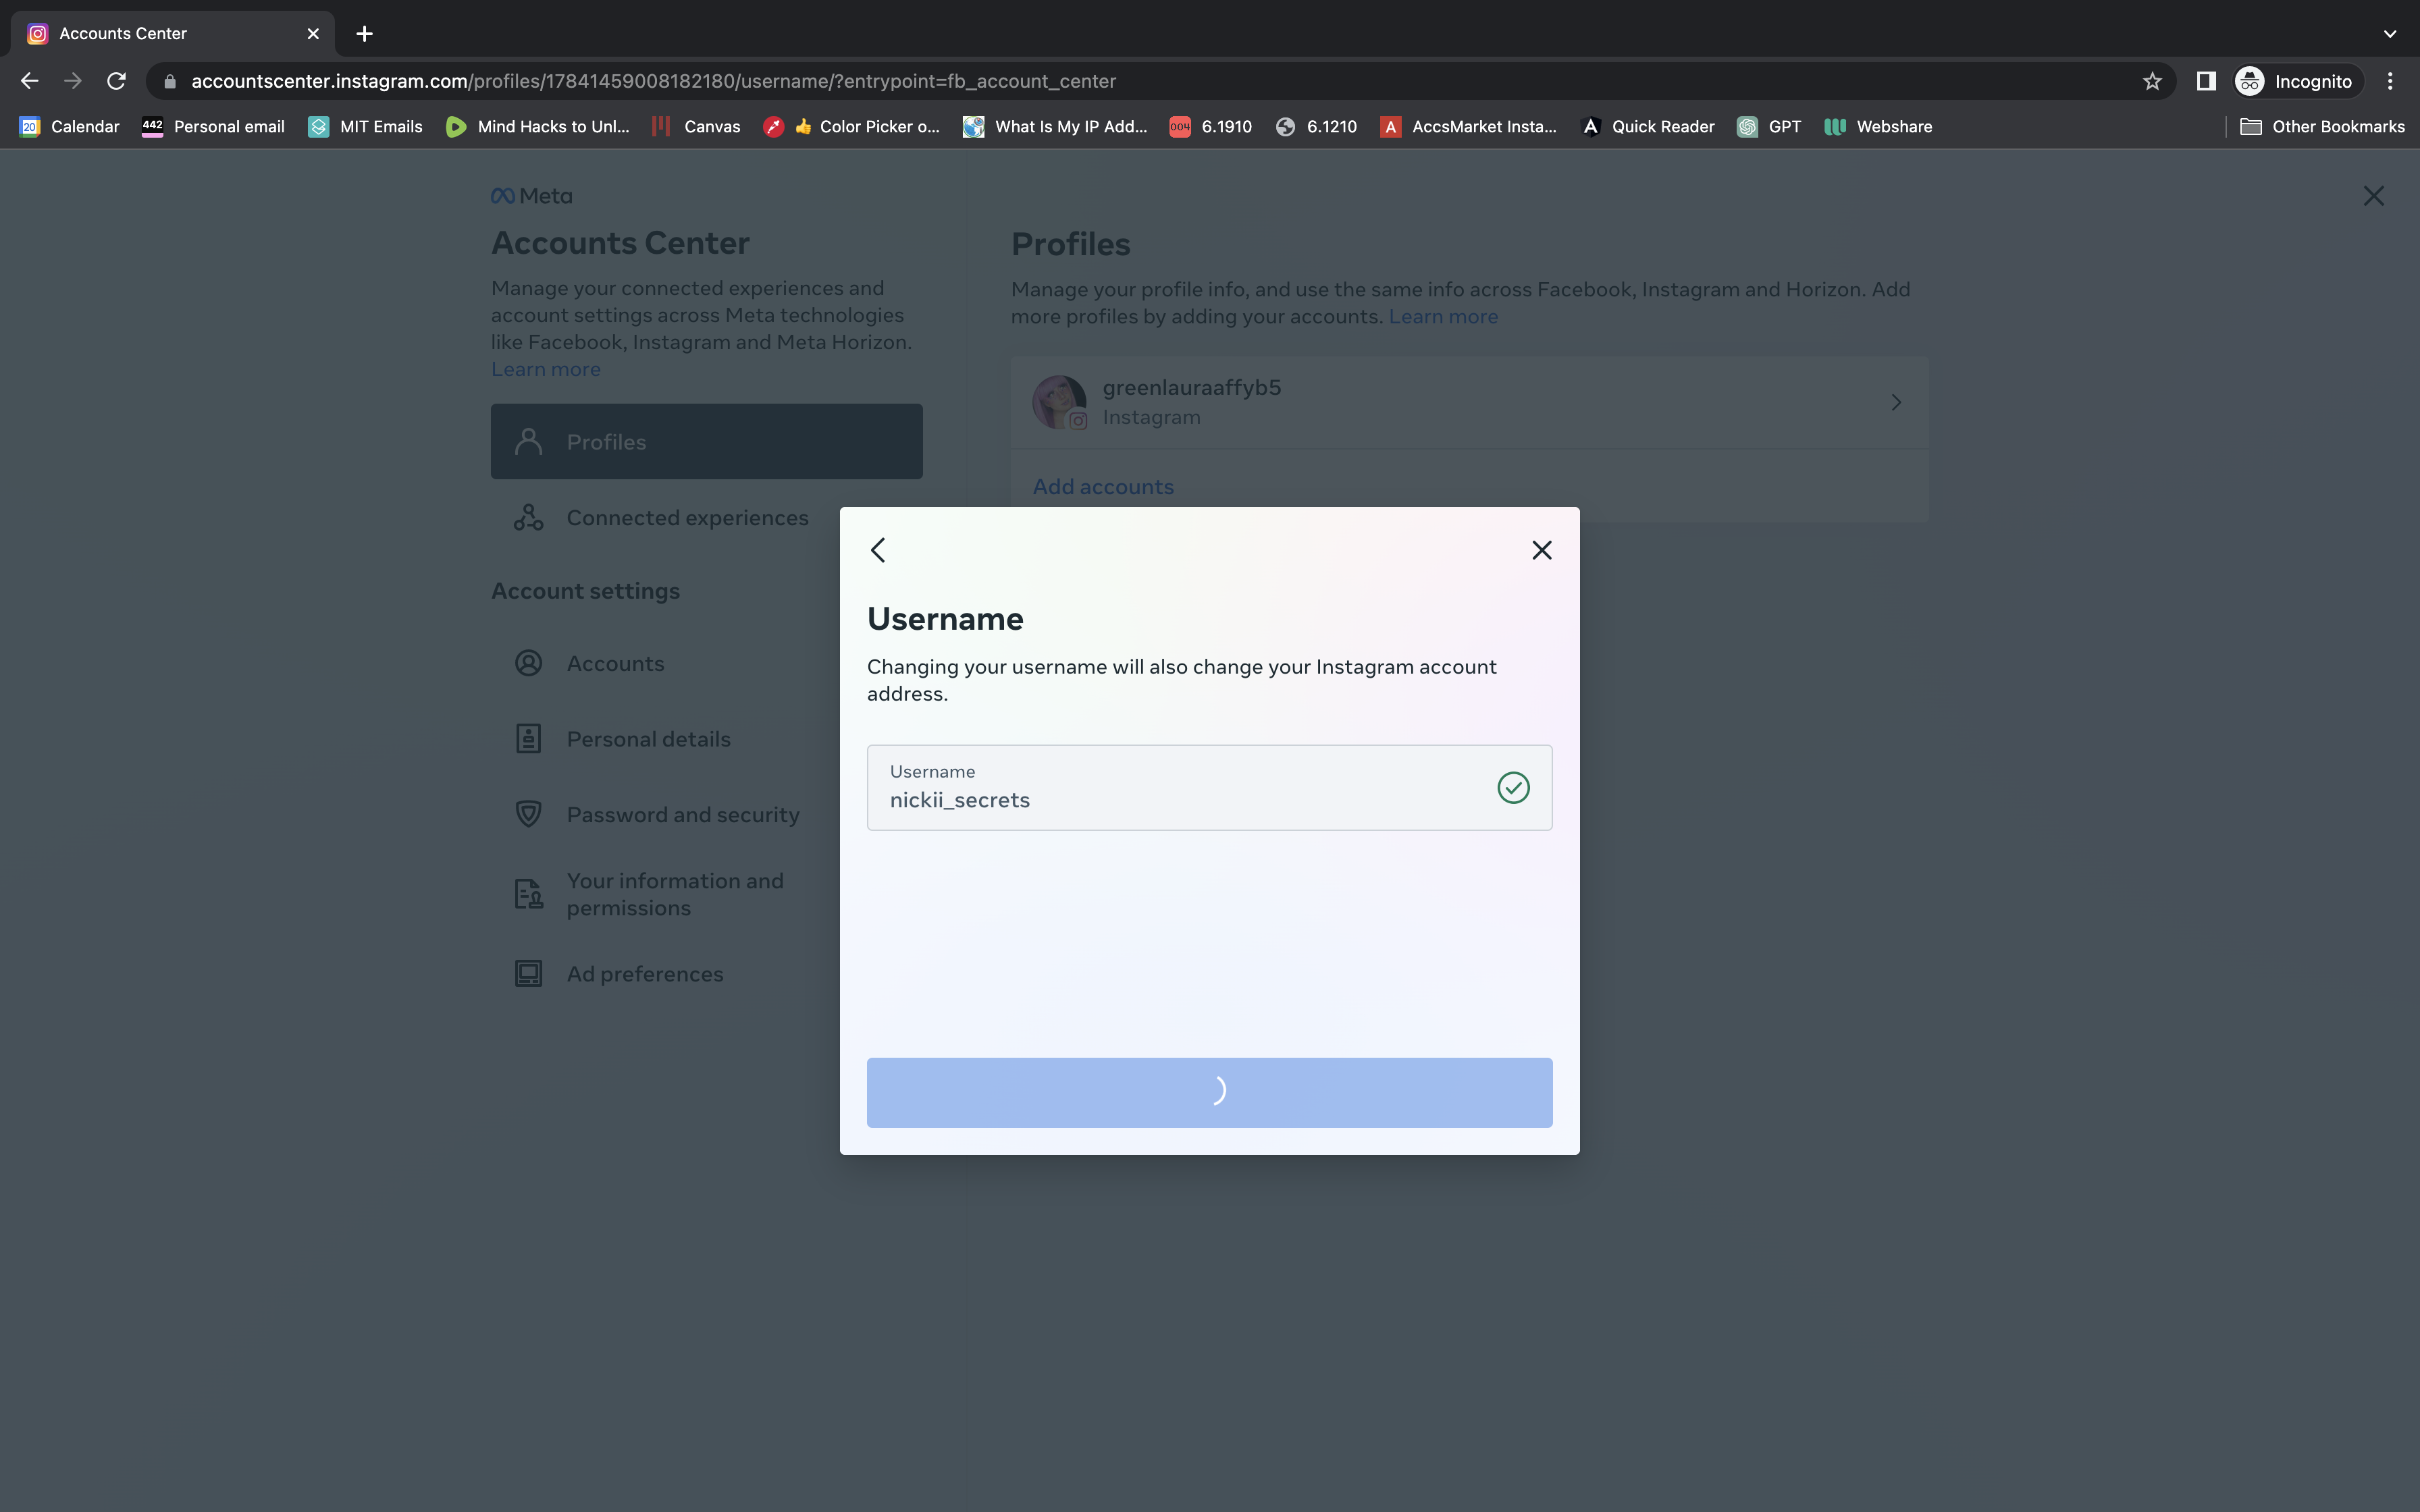 Accounts Center
accountscenter.instagram.com/profiles/17841459008182180/username/?entrypoint=fb_account_center
Incognito
20 Calendar
442 Personal email
MIT Emails
Mind Hacks to Unl...
Canvas
👍 Color Picker o...
What Is My IP Add...
004 6.1910
6.1210
A AccsMarket Insta...
A Quick Reader
GPT
Webshare
Other Bookmarks
Meta
Accounts Center
Manage your connected experiences and
account settings across Meta technologies
like Facebook, Instagram and Meta Horizon.
Learn more
Profiles
Connected experiences
Account settings
Accounts
Personal details
Password and security
Your information and
permissions
Ad preferences
Profiles
Manage your profile info, and use the same info across Facebook, Instagram and Horizon. Add
more profiles by adding your accounts. Learn more
greenlauraaffyb5
Instagram
Add accounts
Username
Changing your username will also change your Instagram account
address.
Username
nickii_secrets